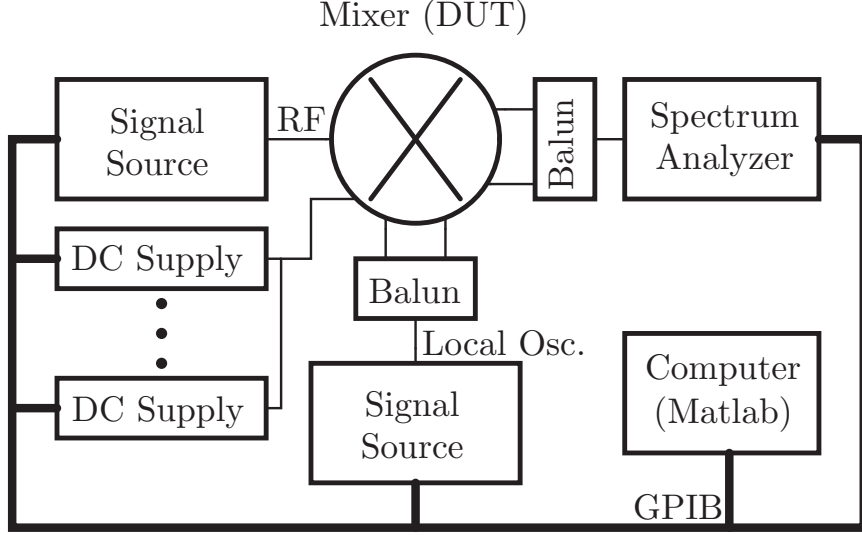 Mixer (DUT)
Signal
Source
RF
Balun
Spectrum
Analyzer
DC Supply
Balun
Local Osc.
DC Supply
Signal
Source
Computer
(Matlab)
GPIB